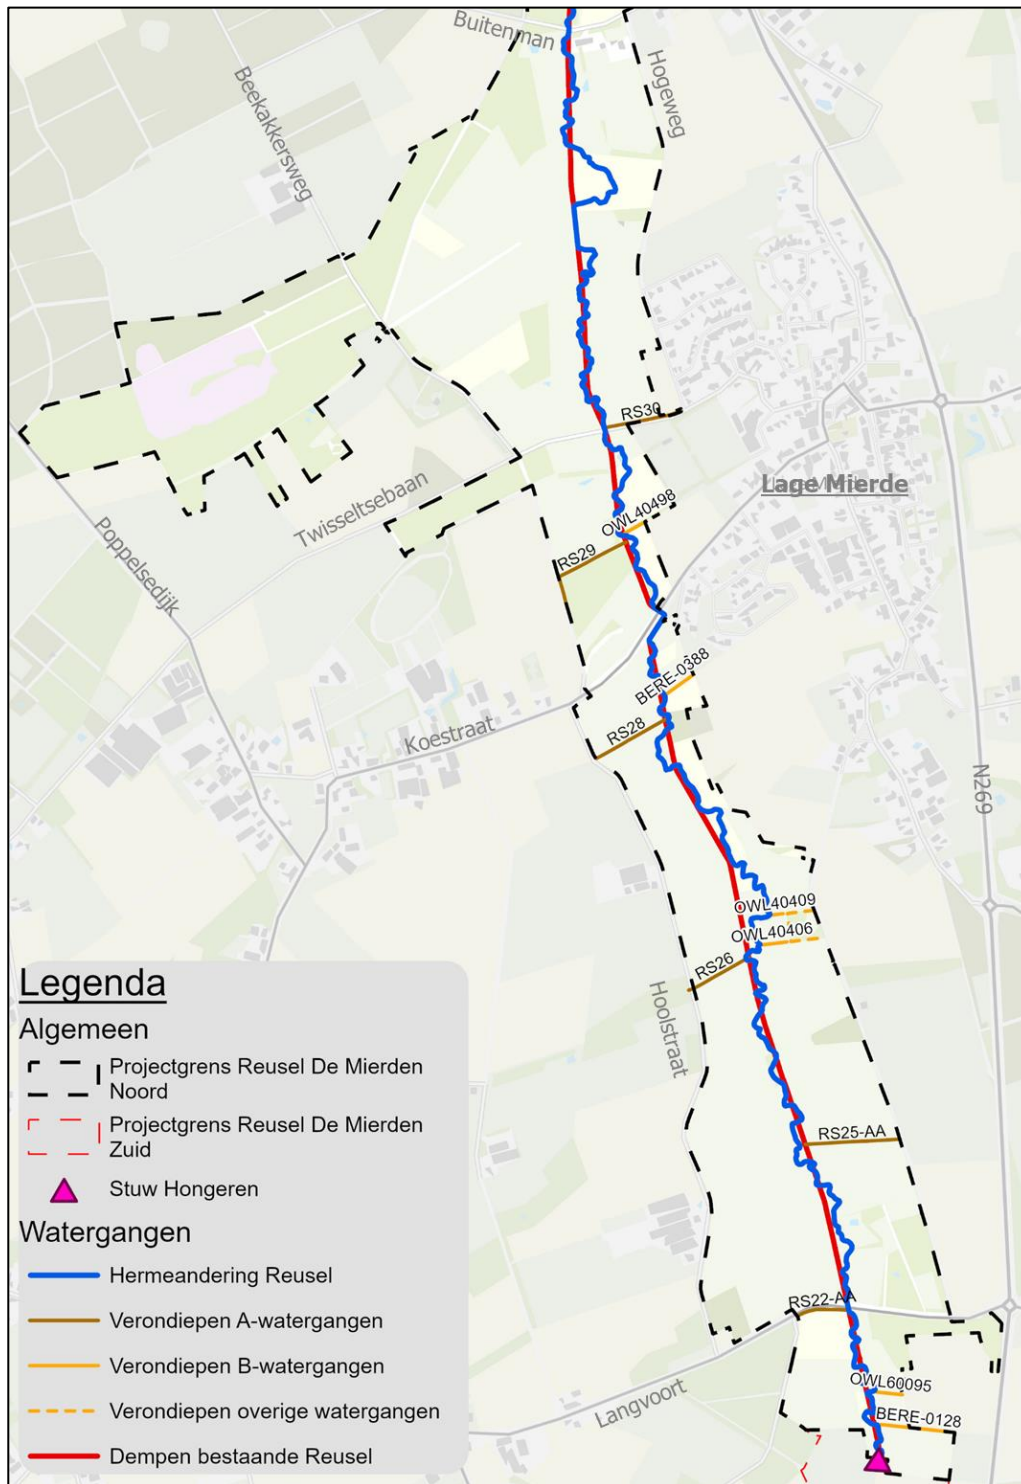 Buitenman
Hogeweg
Beekakkersweg
RS30
Lage Mierde
Twisseltsebaan
OWL40498
RS29
Poppelsedijk
BERE-0388
RS28
Koestraat
N269
OWL40409
OWL40406
RS26
Hoolstraat
RS25-AA
RS22-AA
Langvoort
OWL60095
BERE-0128
Legenda
Algemeen
Projectgrens Reusel De Mierden
Noord
Projectgrens Reusel De Mierden
Zuid
Stuw Hongeren
Watergangen
Hermeandering Reusel
Verondiepen A-watergangen
Verondiepen B-watergangen
Verondiepen overige watergangen
Dempen bestaande Reusel